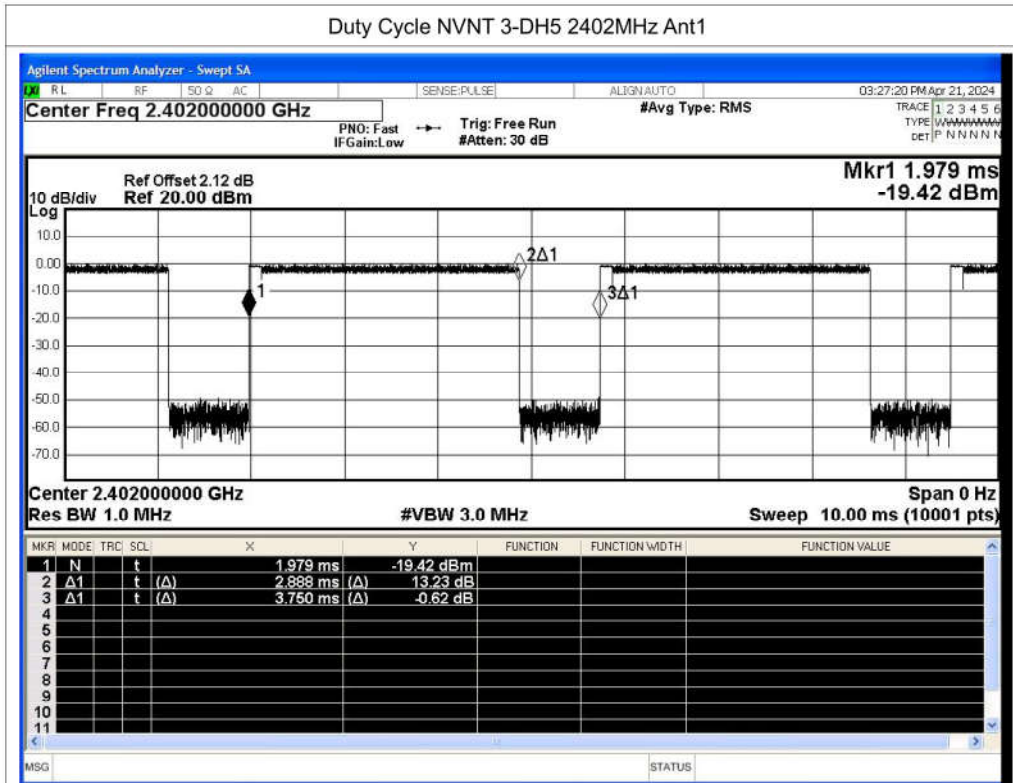 Duty Cycle NVNT 3-DH5 2402MHz Ant1
Agilent Spectrum Analyzer - Swept SA
LXI RL RF 50 Ω AC SENSE:PULSE ALIGN AUTO 03:27:20 PM Apr 21, 2024
Center Freq 2.402000000 GHz #Avg Type: RMS TRACE 1 2 3 4 5 6
PNO: Fast Trig: Free Run TYPE
IFGain:Low #Atten: 30 dB DET P N N N N N
Mkr1 1.979 ms
-19.42 dBm
Ref Offset 2.12 dB
10 dB/div Ref 20.00 dBm
Log
10.0
0.00
-10.0
-20.0
-30.0
-40.0
-50.0
-60.0
-70.0
2Δ1
1
3Δ1
Center 2.402000000 GHz Span 0 Hz
Res BW 1.0 MHz #VBW 3.0 MHz Sweep 10.00 ms (10001 pts)
MKR MODE TRC SCL X Y FUNCTION FUNCTION WIDTH FUNCTION VALUE
1 N t 1.979 ms -19.42 dBm
2 Δ1 t (Δ) 2.888 ms (Δ) 13.23 dB
3 Δ1 t (Δ) 3.750 ms (Δ) -0.62 dB
4
5
6
7
8
9
10
11
MSG STATUS